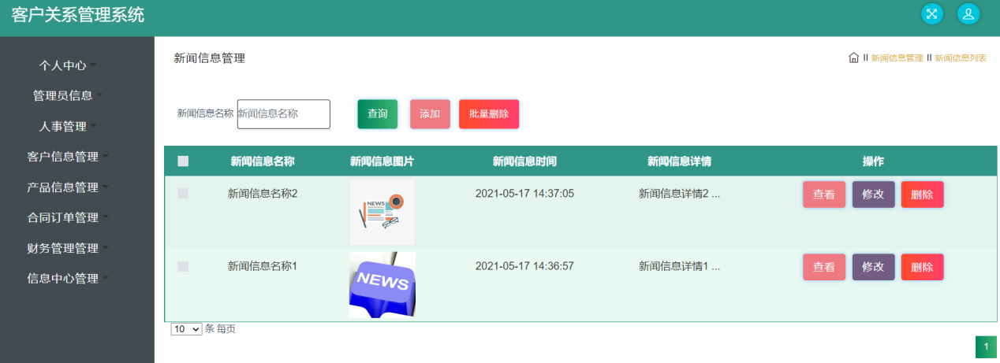 客户关系管理系统
个人中心
管理员信息
人事管理
客户信息管理
产品信息管理
合同订单管理
财务管理管理
信息中心管理
新闻信息管理
II 新闻信息管理 II 新闻信息列表
新闻信息名称 新闻信息名称 查询 添加 批量删除
新闻信息名称 新闻信息图片 新闻信息时间 新闻信息详情 操作
新闻信息名称2 NEWS 2021-05-17 14:37:05 新闻信息详情2 ... 查看 修改 删除
新闻信息名称1 NEWS 2021-05-17 14:36:57 新闻信息详情1 ... 查看 修改 删除
10 条 每页
1